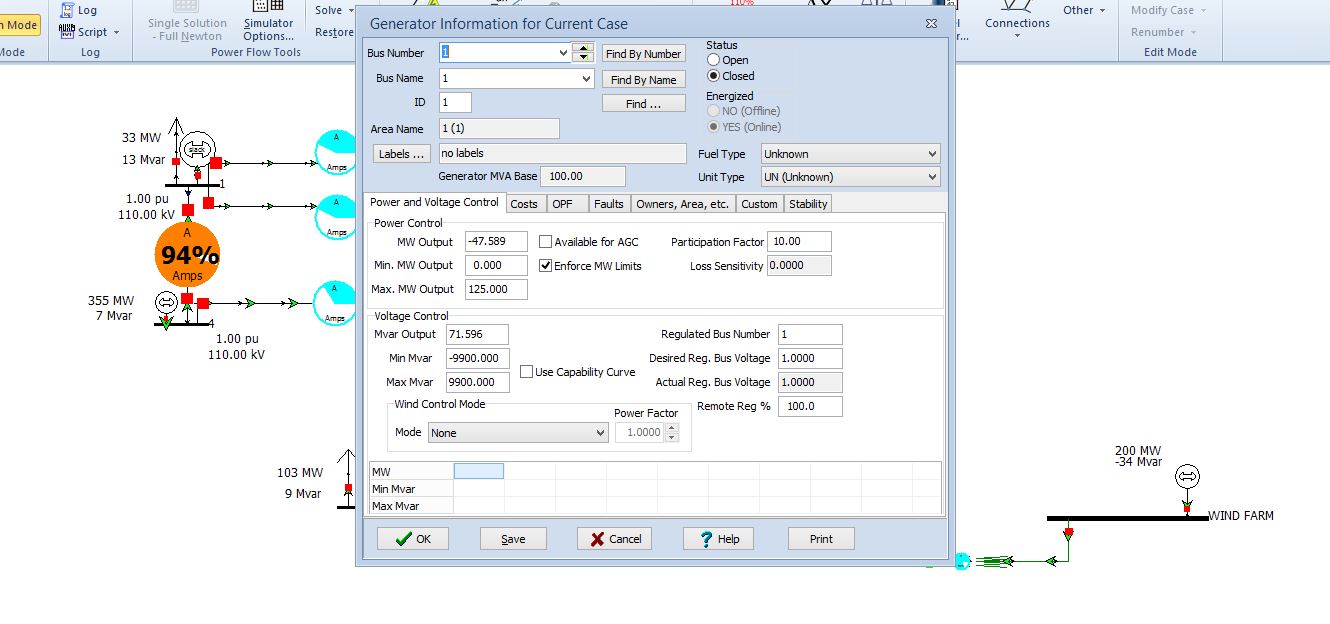 n Mode
Log
Script
Single Solution
- Full Newton
Simulator
Options...
Solve
Restore
110%
Connections
Other
Modify Case
Renumber
Mode
Log
Power Flow Tools
Edit Mode
Generator Information for Current Case
Bus Number 1 Find By Number
Bus Name 1 Find By Name
ID 1 Find ...
Area Name 1 (1)
Labels ... no labels
Generator MVA Base 100.00
Status
Open
Closed
Energized
NO (Offline)
YES (Online)
Fuel Type Unknown
Unit Type UN (Unknown)
Power and Voltage Control Costs OPF Faults Owners, Area, etc. Custom Stability
Power Control
MW Output -47.589 Available for AGC Participation Factor 10.00
Min. MW Output 0.000 Enforce MW Limits Loss Sensitivity 0.0000
Max. MW Output 125.000
Voltage Control
Mvar Output 71.596 Regulated Bus Number 1
Min Mvar -9900.000 Desired Reg. Bus Voltage 1.0000
Use Capability Curve
Max Mvar 9900.000 Actual Reg. Bus Voltage 1.0000
Wind Control Mode Remote Reg % 100.0
Power Factor
Mode None 1.0000
MW
Min Mvar
Max Mvar
OK Save Cancel Help Print
33 MW
13 Mvar
slack
1
1.00 pu
110.00 kV
A
94%
Amps
355 MW
7 Mvar
4
1.00 pu
110.00 kV
A
Amps
A
Amps
A
Amps
103 MW
9 Mvar
200 MW
-34 Mvar
WIND FARM